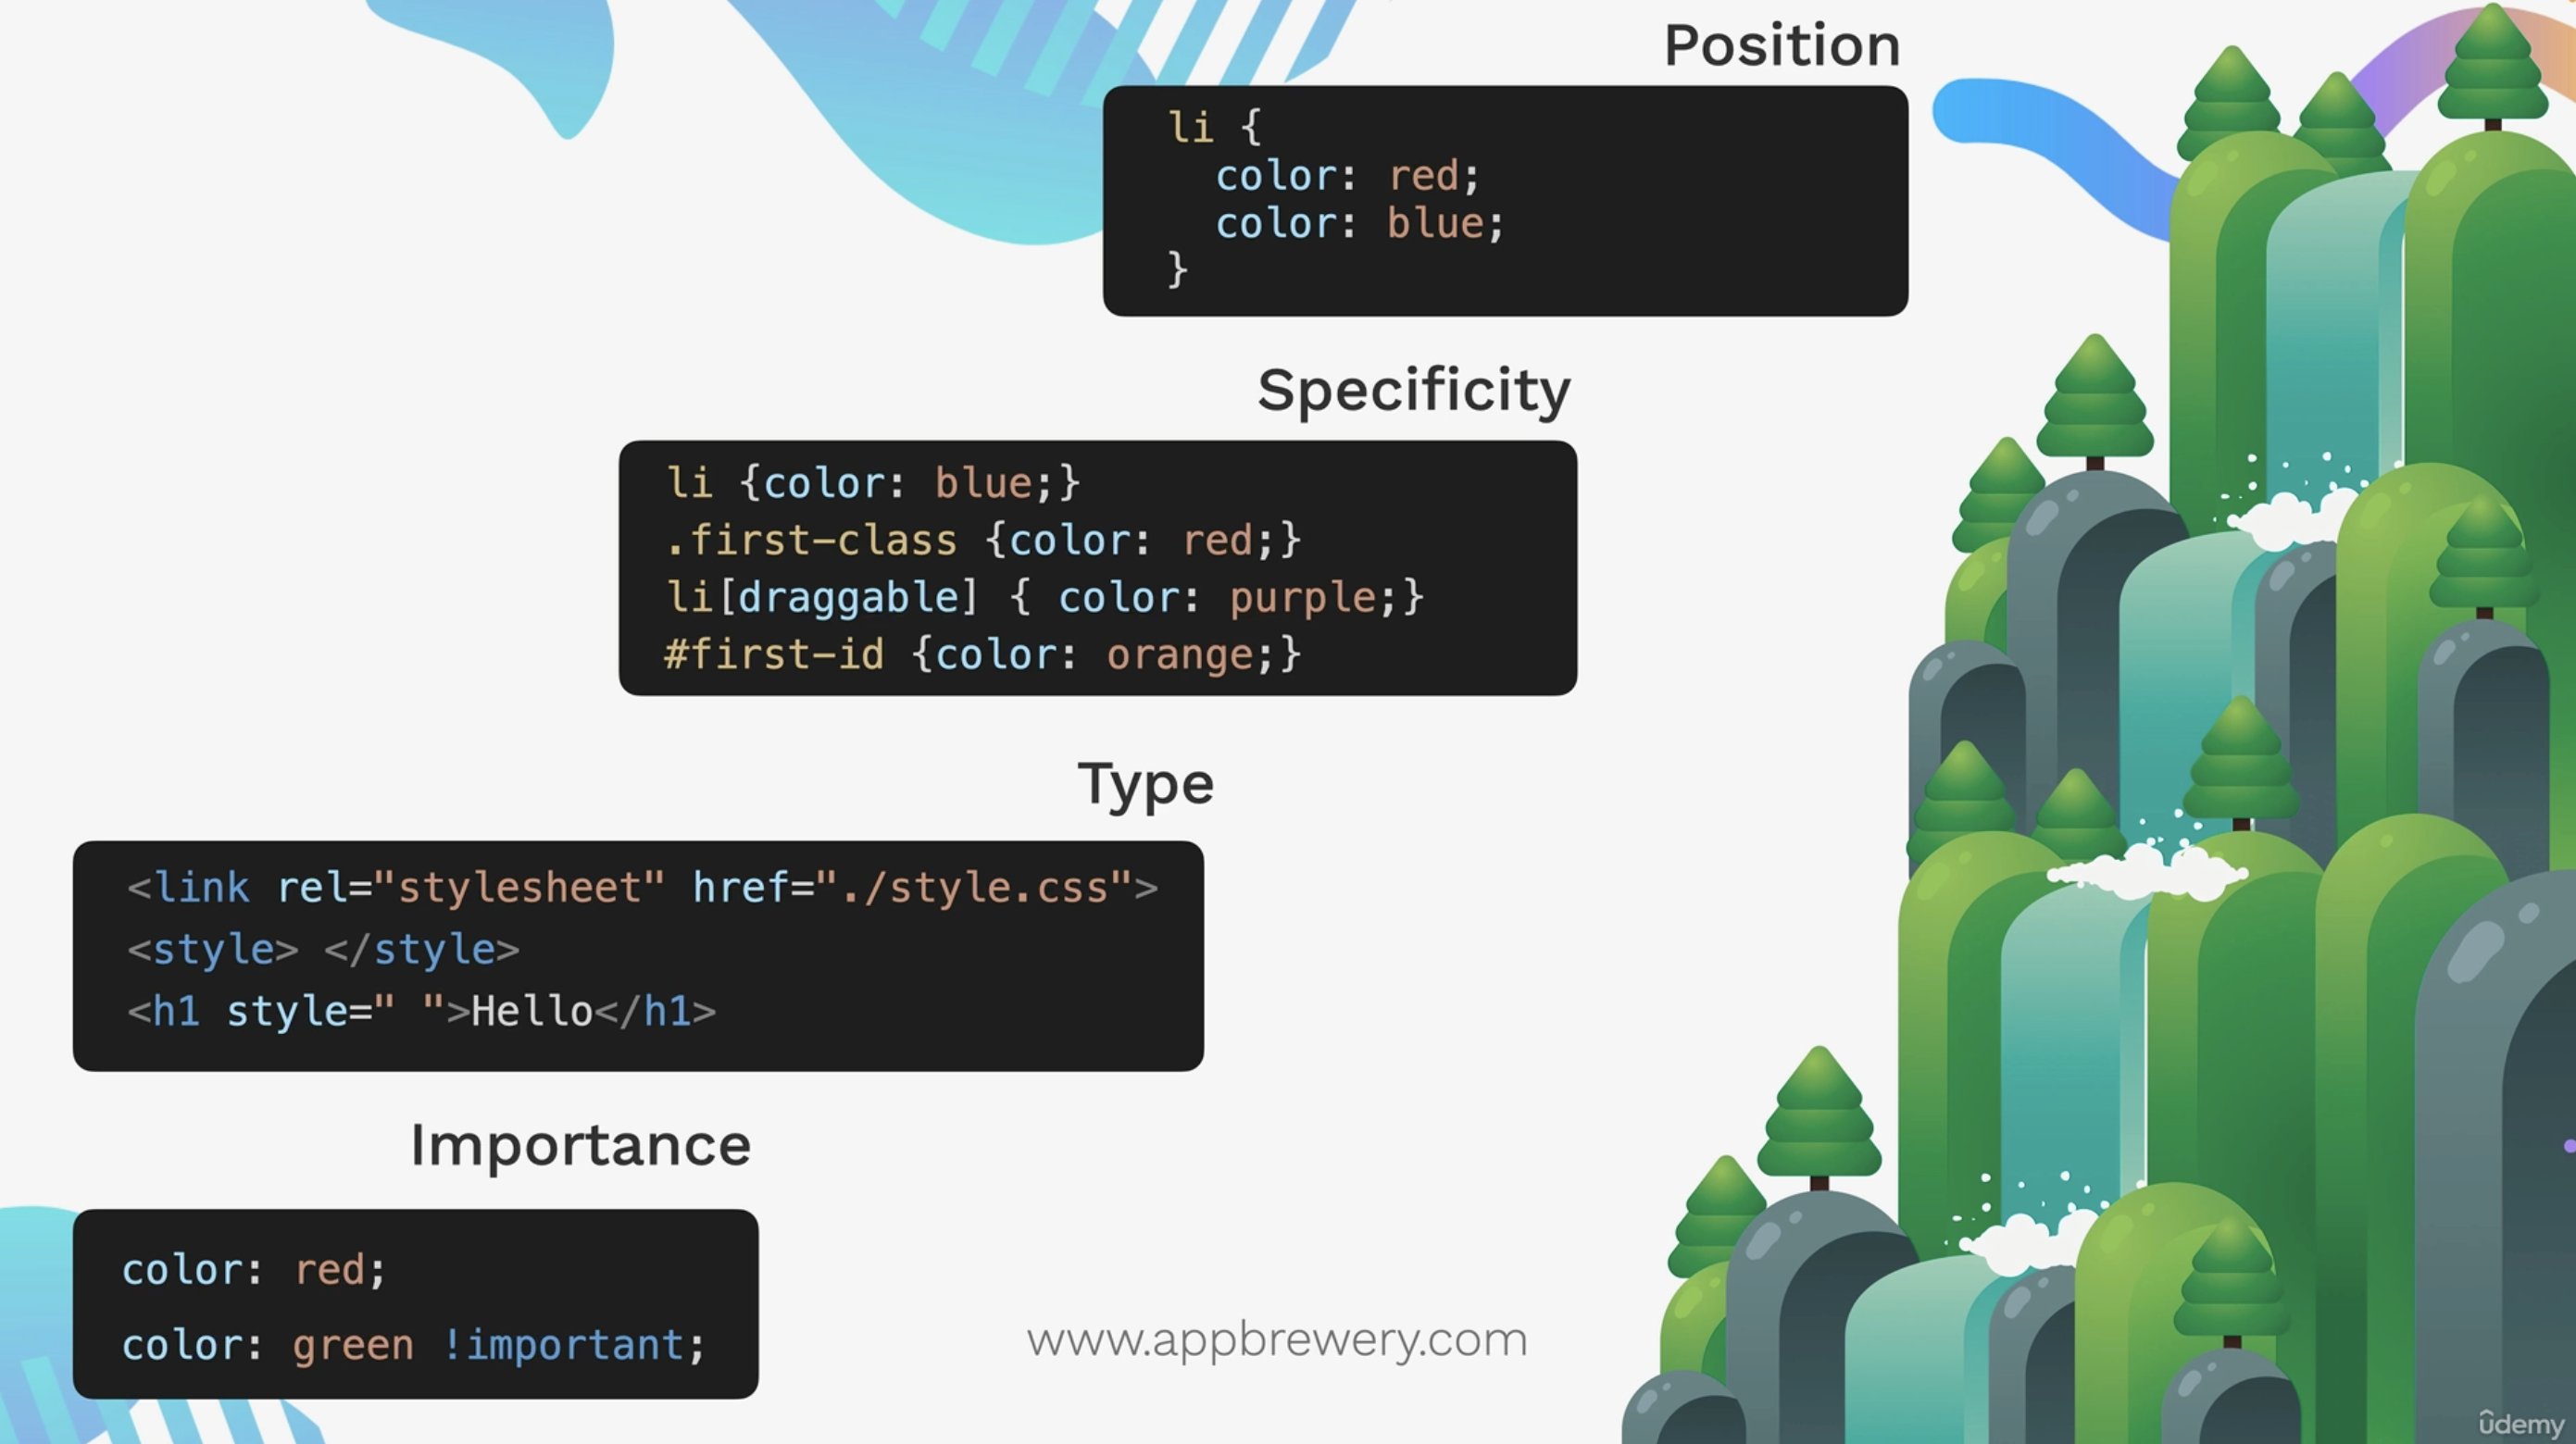 Position
li {
  color: red;
  color: blue;
}
Specificity
li {color: blue;}
.first-class {color: red;}
li[draggable] { color: purple;}
#first-id {color: orange;}
Type
<link rel="stylesheet" href="./style.css">
<style> </style>
<h1 style=" ">Hello</h1>
Importance
color: red;
color: green !important;
www.appbrewery.com
ûdemy